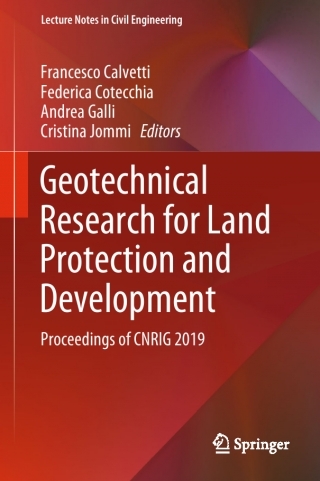 Lecture Notes in Civil Engineering
Francesco Calvetti
Federica Cotecchia
Andrea Galli
Cristina Jommi Editors
Geotechnical
Research for Land
Protection and
Development
Proceedings of CNRIG 2019
Springer